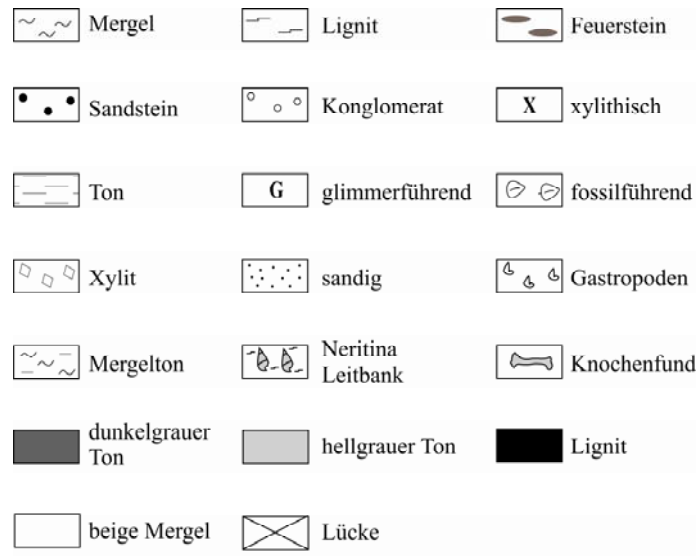 Mergel Lignit Feuerstein
Sandstein Konglomerat X xylithisch
Ton G glimmerführend fossilführend
Xylit sandig Gastropoden
Mergelton Neritina Leitbank Knochenfund
dunkelgrauer Ton hellgrauer Ton Lignit
beige Mergel Lücke